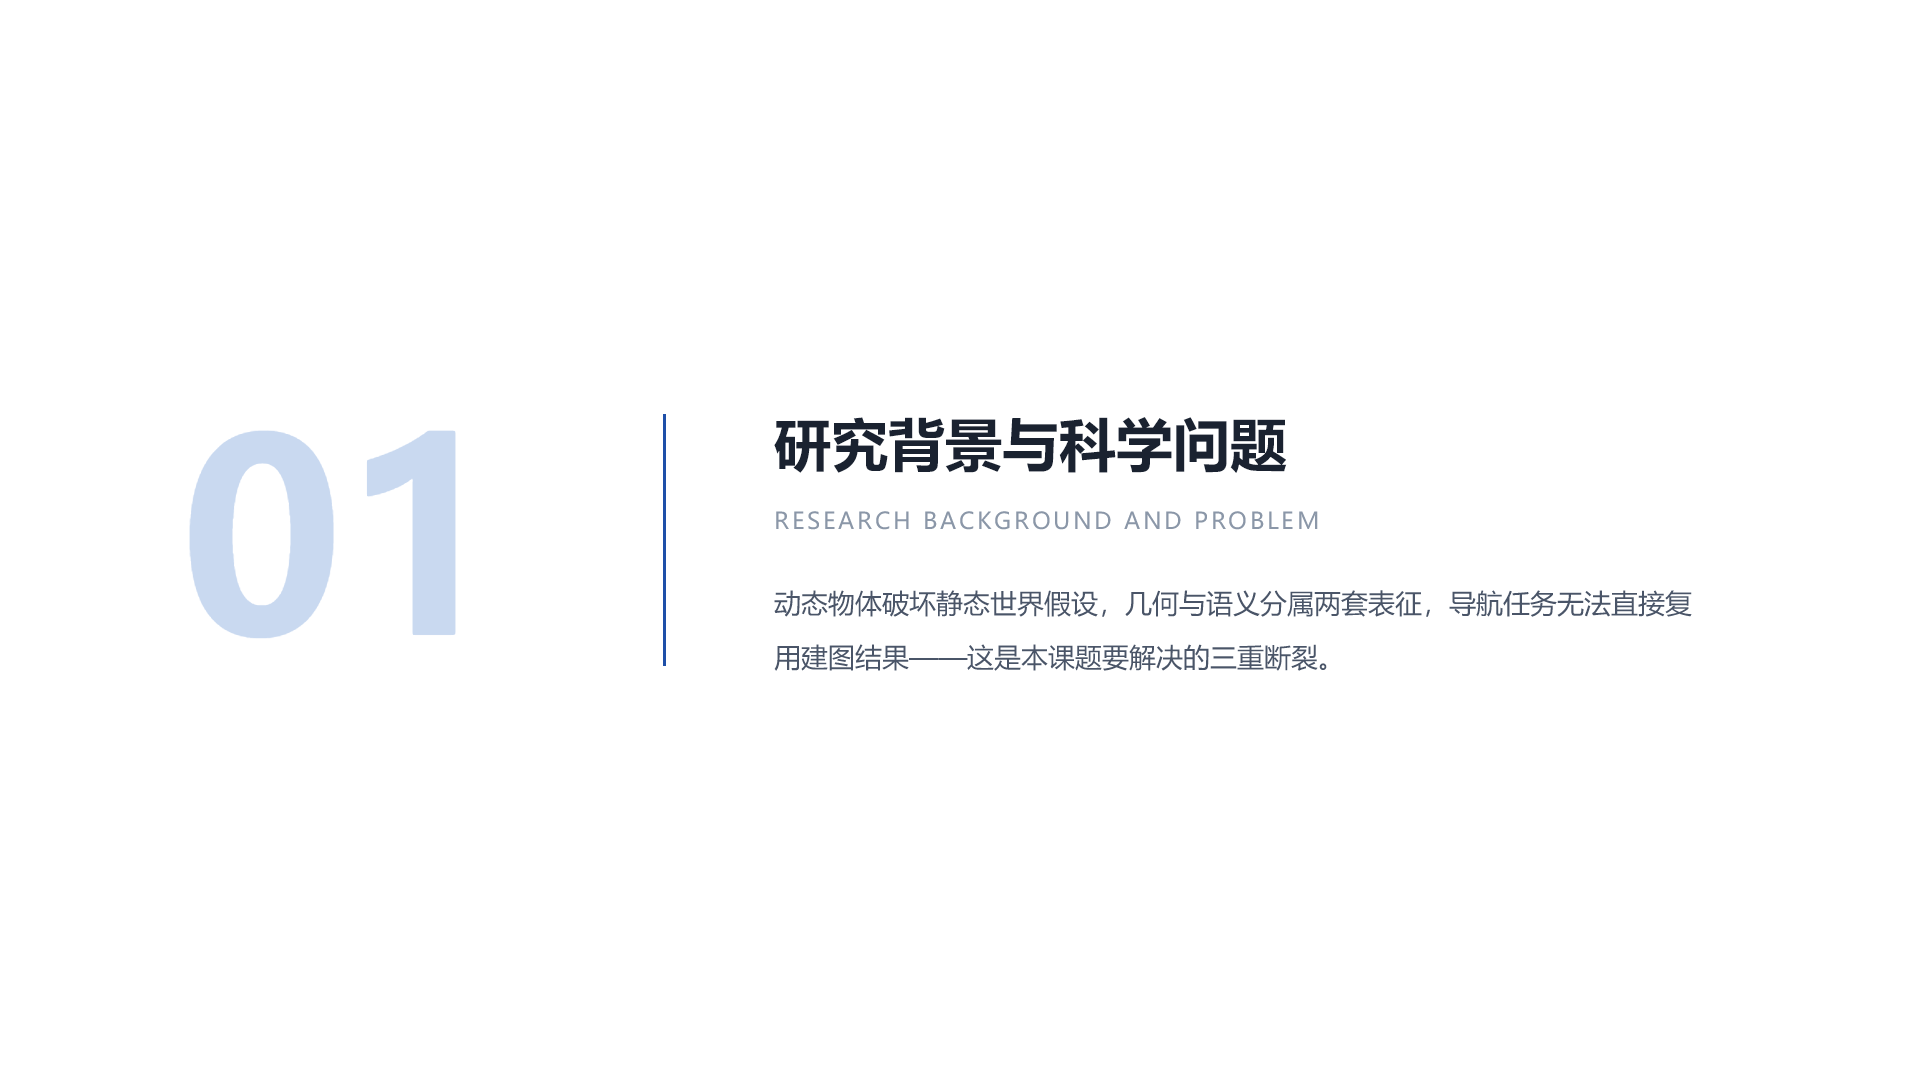 01
研究背景与科学问题
RESEARCH BACKGROUND AND PROBLEM
动态物体破坏静态世界假设，几何与语义分属两套表征，导航任务无法直接复
用建图结果——这是本课题要解决的三重断裂。